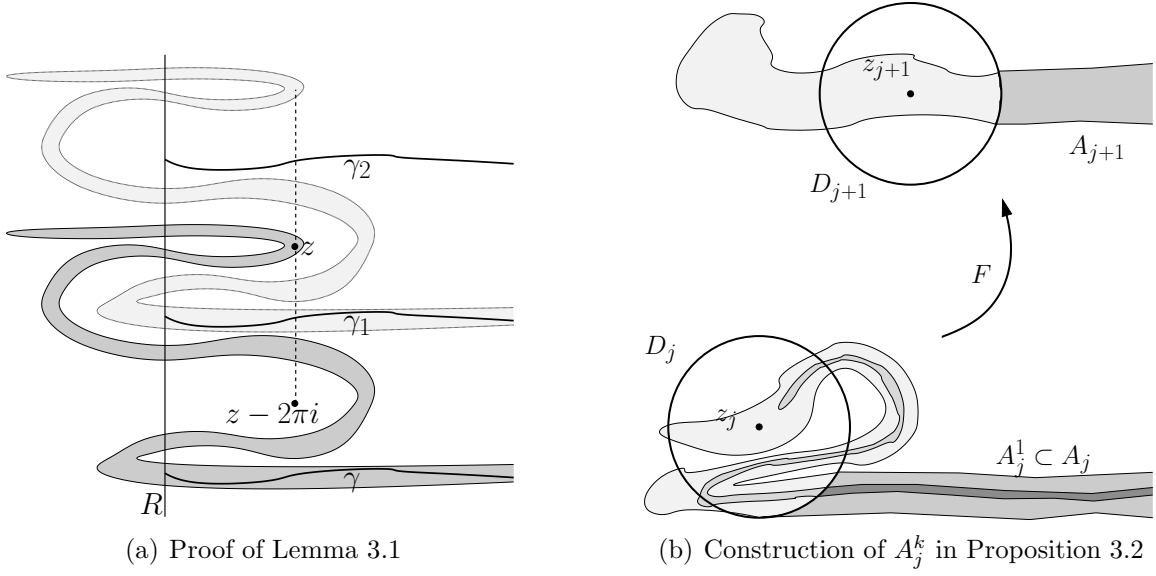 γ₂
z
γ₁
z − 2πi
γ
R
(a) Proof of Lemma 3.1
z_{j+1}
A_{j+1}
D_{j+1}
F
D_j
z_j
A_j^1 ⊂ A_j
(b) Construction of A_j^k in Proposition 3.2